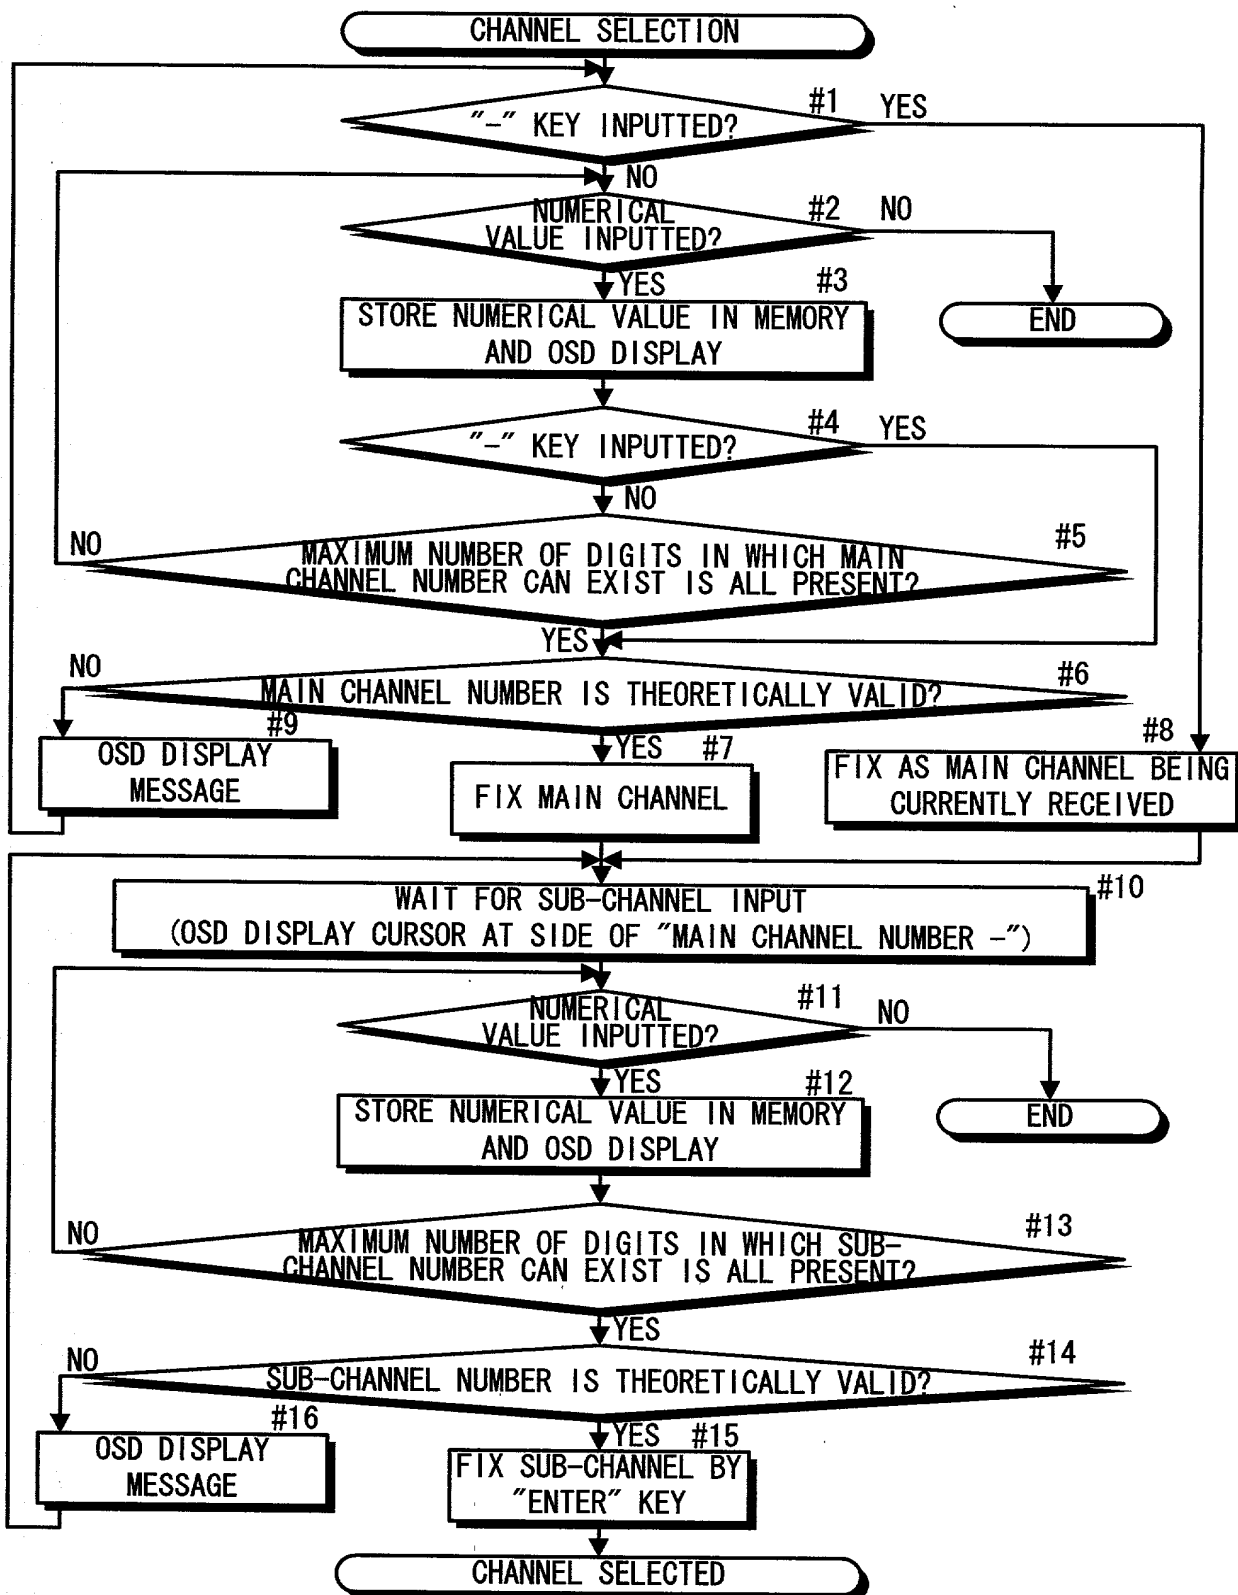 CHANNEL SELECTION
#1
YES
"-" KEY INPUTTED?
NO
#2
NO
NUMERICAL
VALUE INPUTTED?
YES
#3
STORE NUMERICAL VALUE IN MEMORY
AND OSD DISPLAY
END
#4
YES
"-" KEY INPUTTED?
NO
#5
NO
MAXIMUM NUMBER OF DIGITS IN WHICH MAIN
CHANNEL NUMBER CAN EXIST IS ALL PRESENT?
YES
NO
#6
MAIN CHANNEL NUMBER IS THEORETICALLY VALID?
#9
YES
#7
#8
OSD DISPLAY
MESSAGE
FIX MAIN CHANNEL
FIX AS MAIN CHANNEL BEING
CURRENTLY RECEIVED
#10
WAIT FOR SUB-CHANNEL INPUT
(OSD DISPLAY CURSOR AT SIDE OF "MAIN CHANNEL NUMBER -")
#11
NO
NUMERICAL
VALUE INPUTTED?
YES
#12
STORE NUMERICAL VALUE IN MEMORY
AND OSD DISPLAY
END
#13
NO
MAXIMUM NUMBER OF DIGITS IN WHICH SUB-
CHANNEL NUMBER CAN EXIST IS ALL PRESENT?
YES
NO
#14
SUB-CHANNEL NUMBER IS THEORETICALLY VALID?
#16
YES
#15
OSD DISPLAY
MESSAGE
FIX SUB-CHANNEL BY
"ENTER" KEY
CHANNEL SELECTED